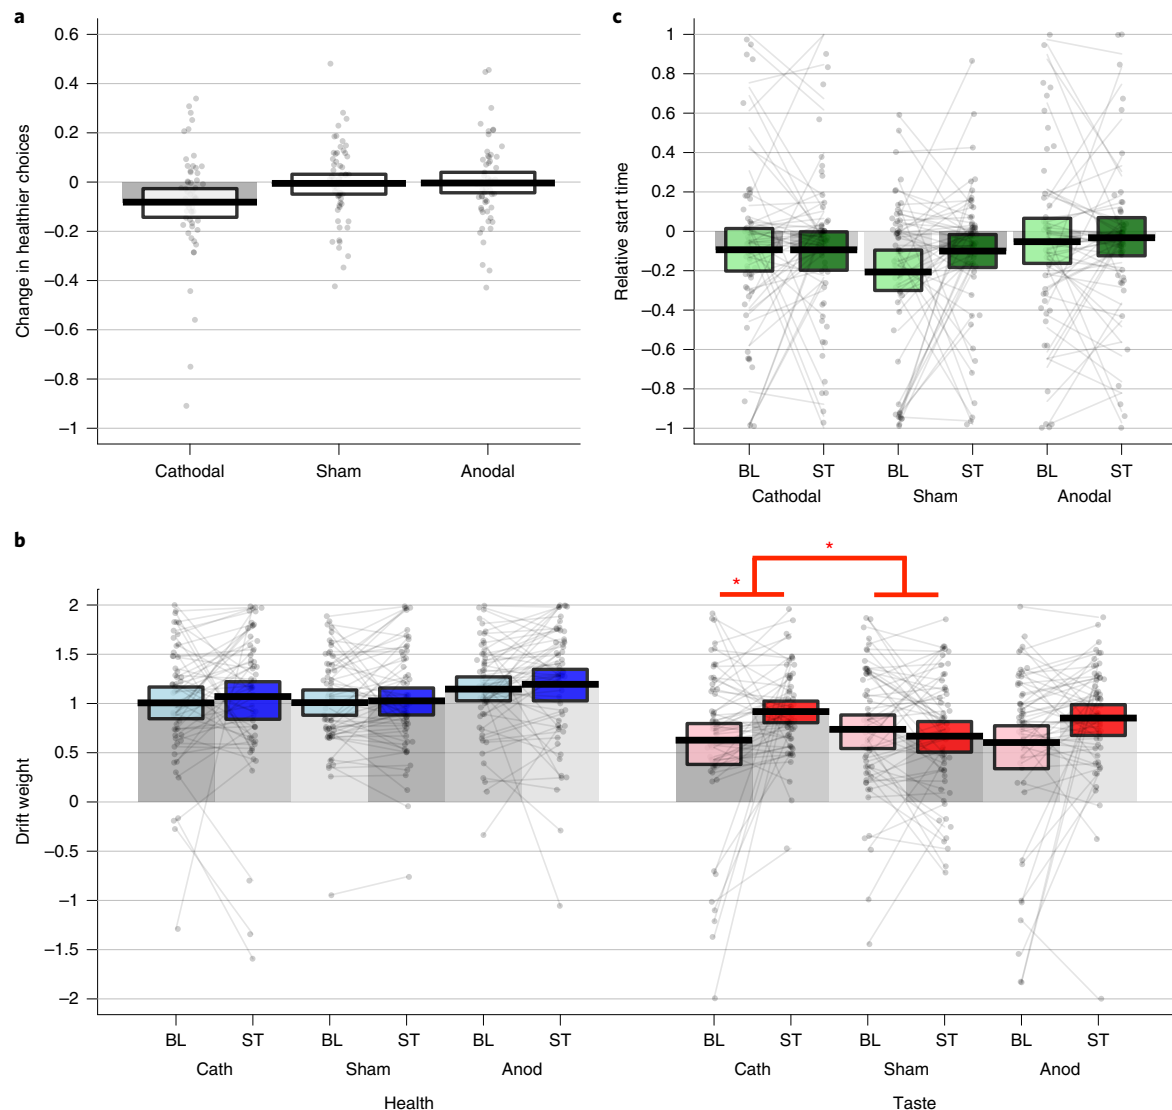 a
0.6
0.4
0.2
0
–0.2
–0.4
–0.6
–0.8
–1
Change in healthier choices
Cathodal Sham Anodal
c
1
0.8
0.6
0.4
0.2
0
–0.2
–0.4
–0.6
–0.8
–1
Relative start time
BL ST BL ST BL ST
Cathodal Sham Anodal
b
* *
2
1.5
1
0.5
0
–0.5
–1
–1.5
–2
Drift weight
BL ST BL ST BL ST BL ST BL ST BL ST
Cath Sham Anod Cath Sham Anod
Health Taste